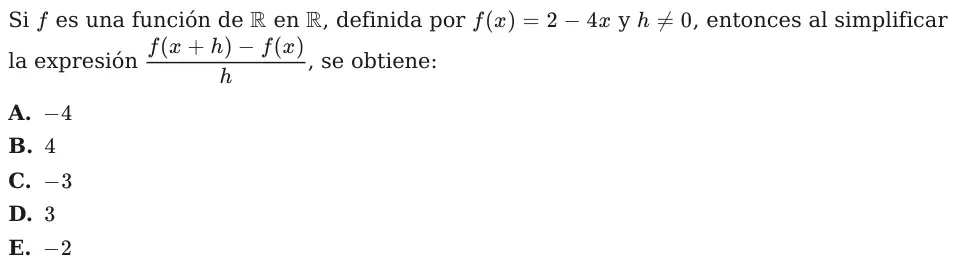 Si f es una función de ℝ en ℝ, definida por f(x) = 2 − 4x y h ≠ 0, entonces al simplificar
la expresión \frac{f(x + h) − f(x)}{h}, se obtiene:
A. −4
B. 4
C. −3
D. 3
E. −2